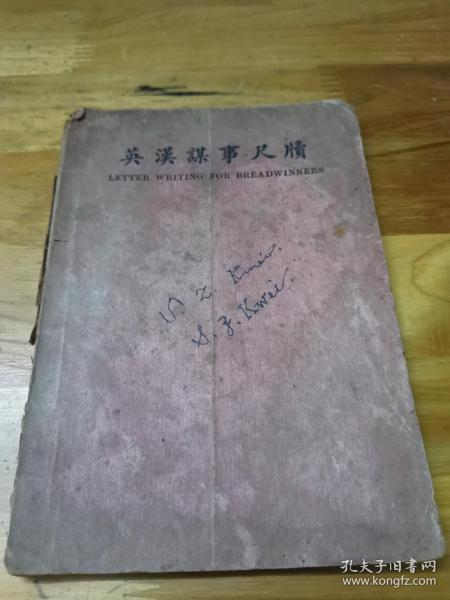 英漢謀事尺牘
LETTER WRITING FOR BREADWINNERS
S. Z. Kwei.
S. Z. Kwei.
孔夫子旧书网
www.kongfz.com